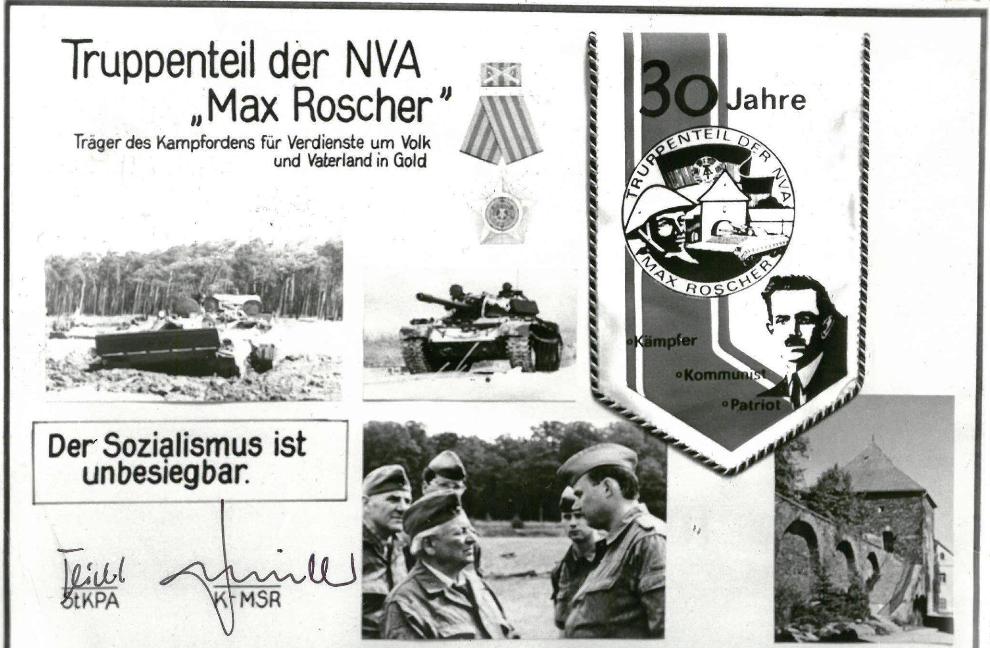 Truppenteil der NVA
„Max Roscher”
Träger des Kampfordens für Verdienste um Volk
und Vaterland in Gold
30 Jahre
TRUPPENTEIL DER NVA
MAX ROSCHER
Kämpfer
Kommunist
Patriot
Der Sozialismus ist
unbesiegbar.
StKPA
K-MSR